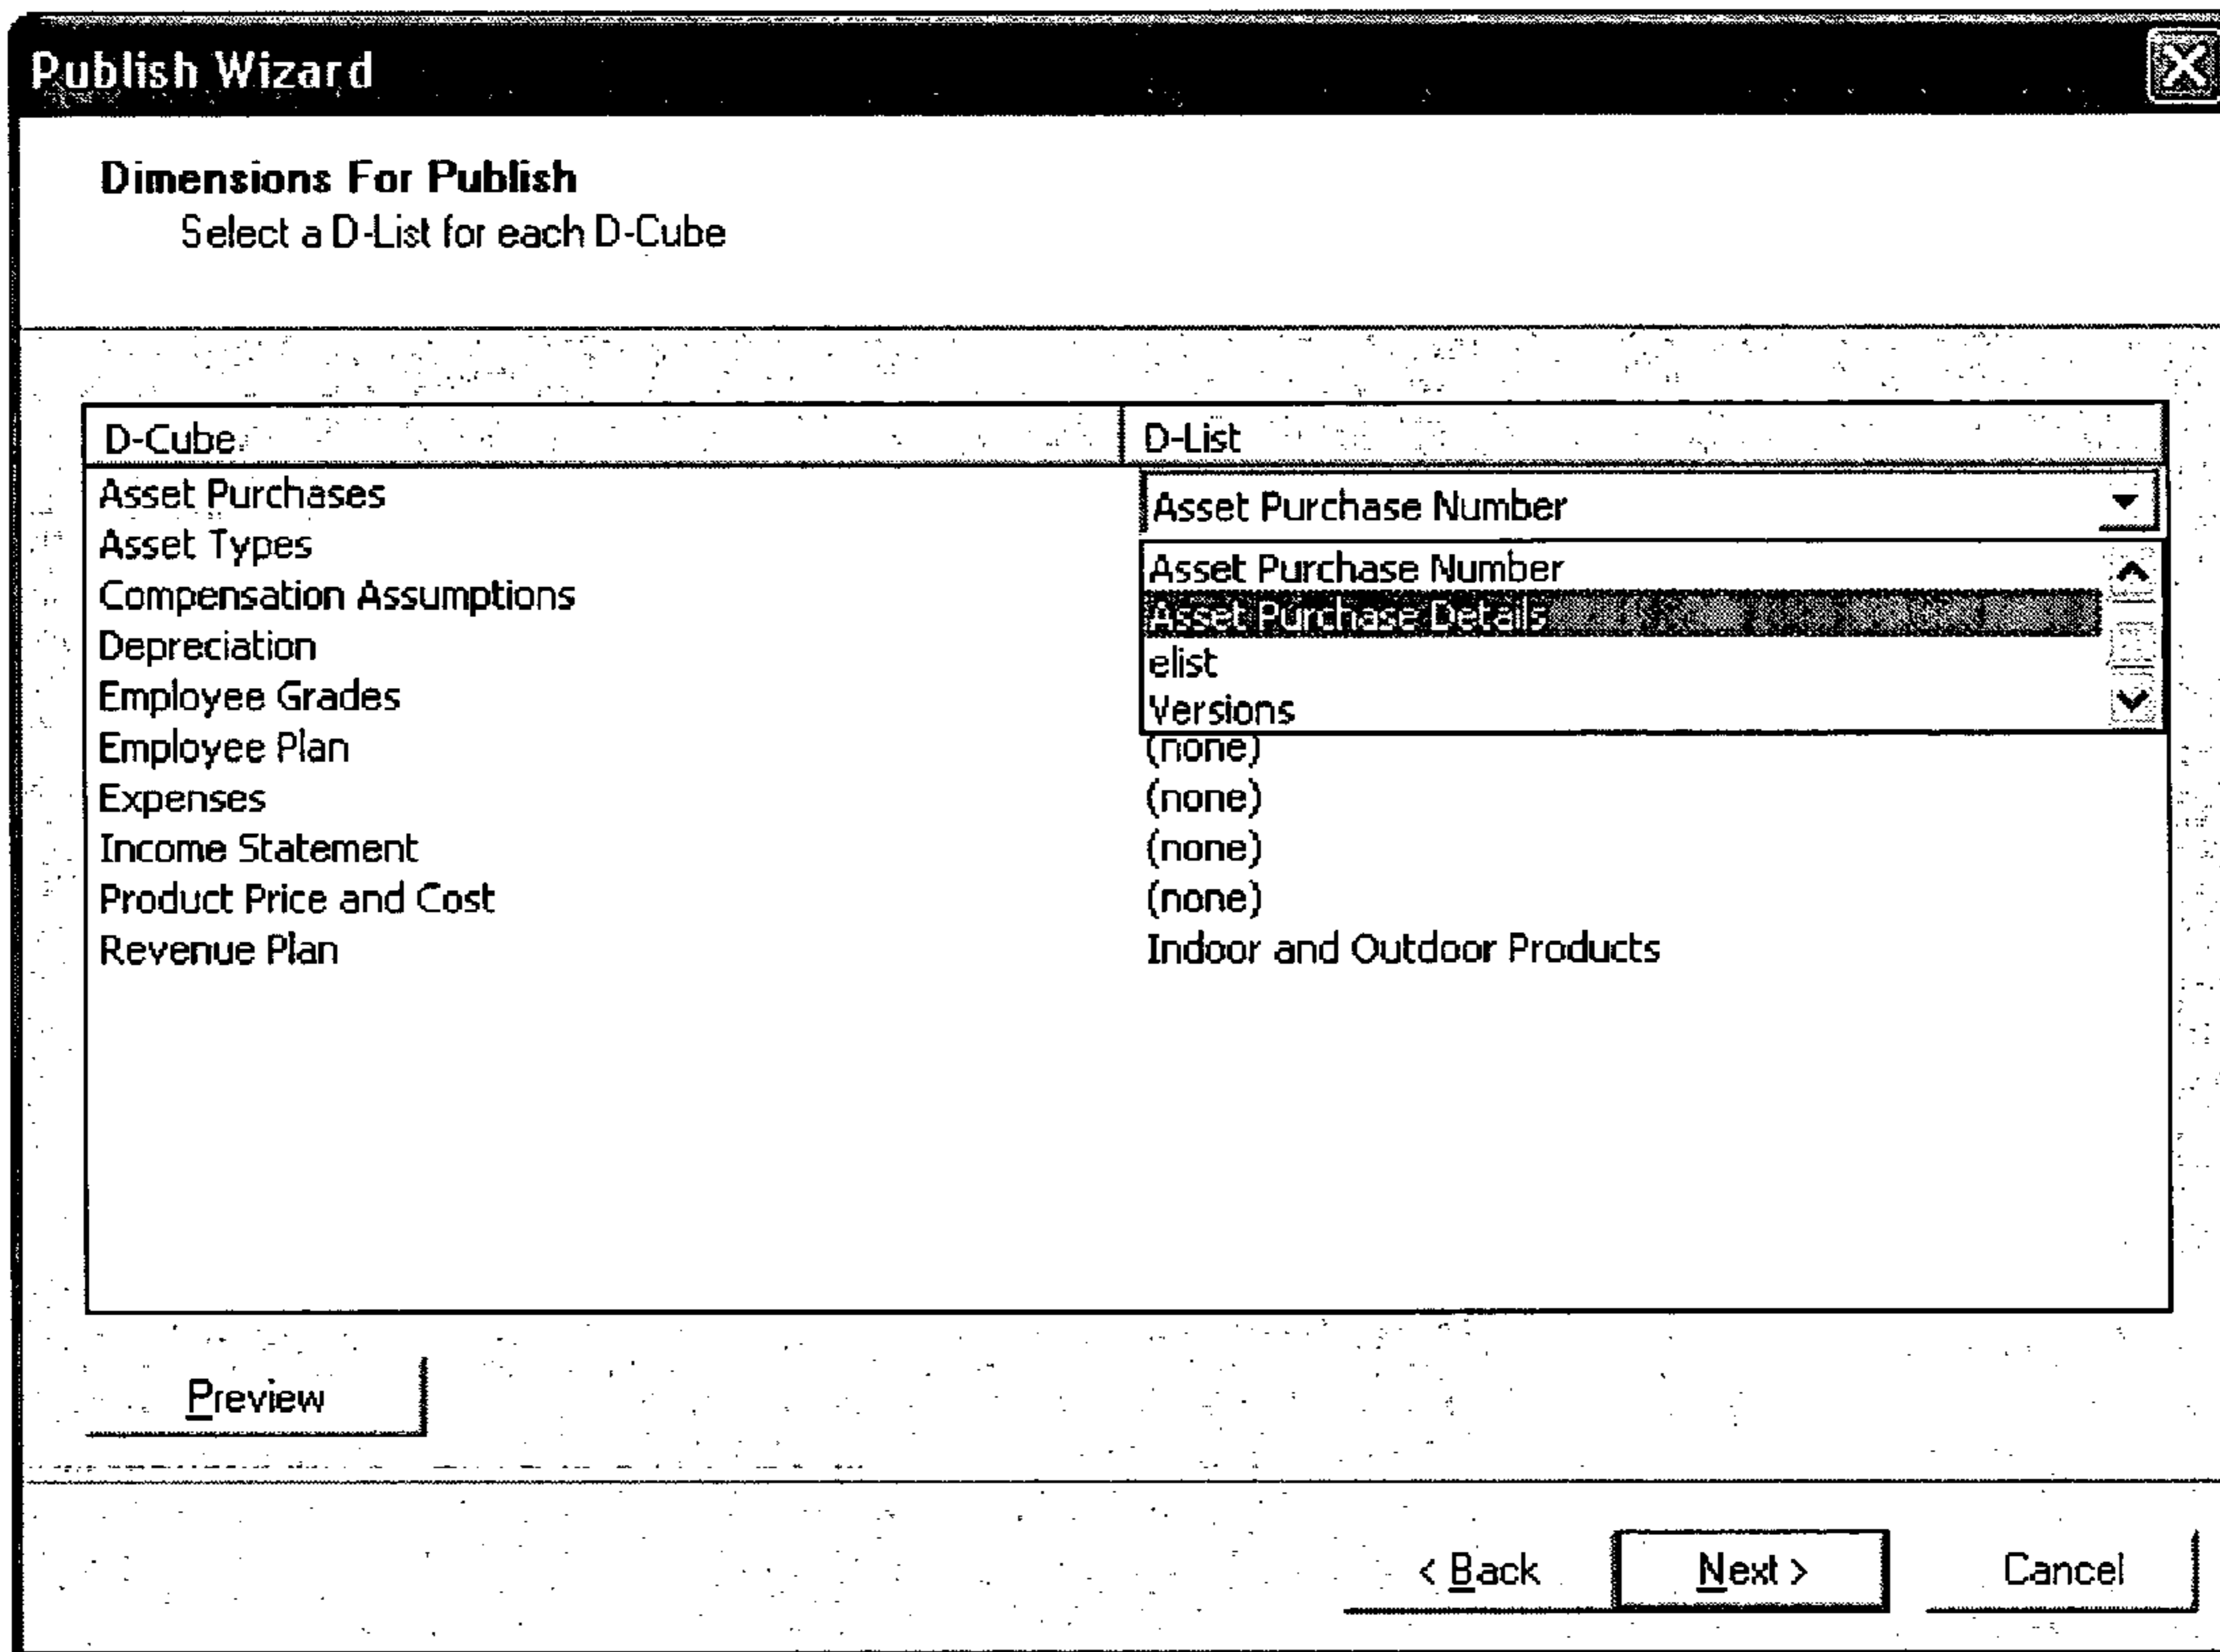 Publish Wizard
Dimensions For Publish
Select a D-List for each D-Cube
D-Cube D-List
Asset Purchases Asset Purchase Number
Asset Types Asset Purchase Number
Compensation Assumptions Asset Purchase Details
Depreciation elist
Employee Grades Versions
Employee Plan (none)
Expenses (none)
Income Statement (none)
Product Price and Cost (none)
Revenue Plan Indoor and Outdoor Products
Preview
< Back Next > Cancel